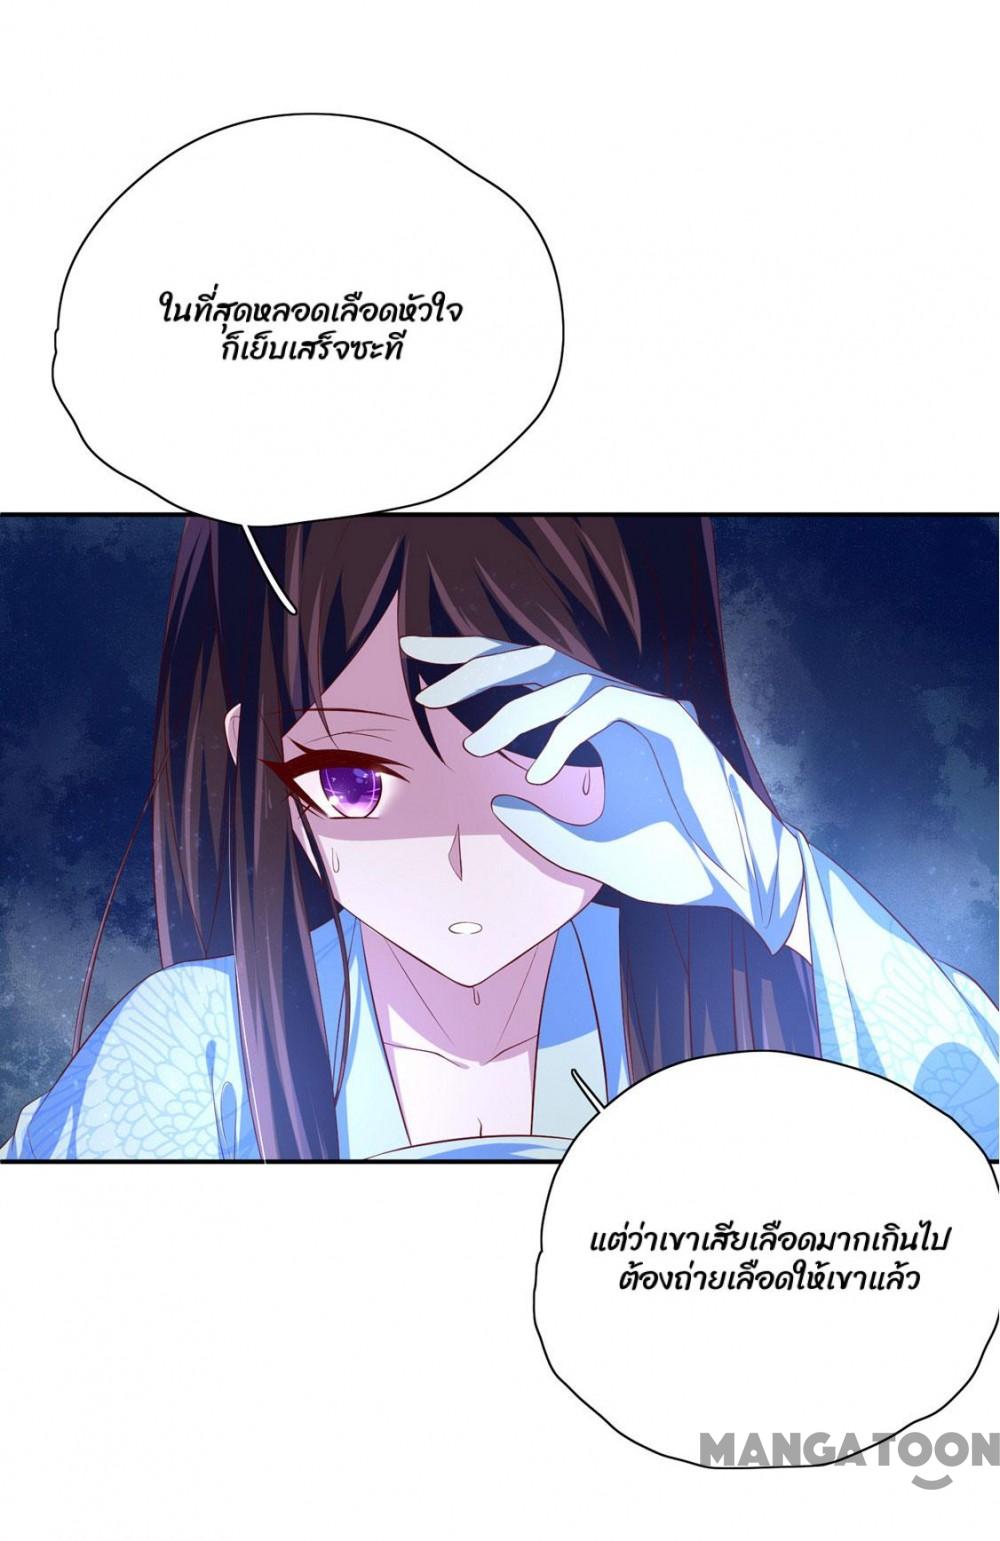 ในที่สุดหลอดเลือดหัวใจ
ก็เย็บเสร็จซะที
แต่ว่าเขาเสียเลือดมากเกินไป
ต้องถ่ายเลือดให้เขาแล้ว
MANGATOON